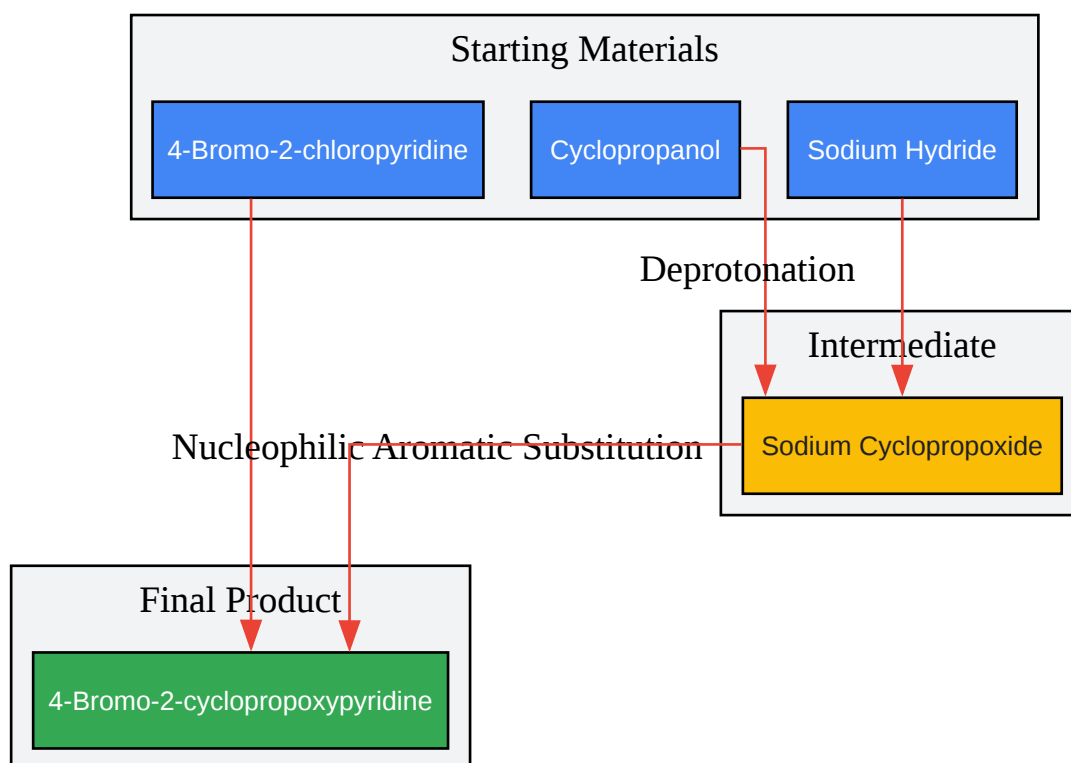 Starting Materials
4-Bromo-2-chloropyridine
Cyclopropanol
Sodium Hydride
Deprotonation
Intermediate
Nucleophilic Aromatic Substitution
Sodium Cyclopropoxide
Final Product
4-Bromo-2-cyclopropoxypyridine